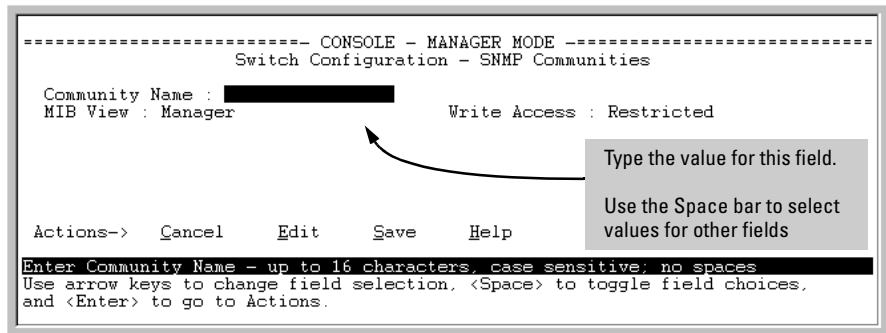 ==========================- CONSOLE - MANAGER MODE -============================
Switch Configuration - SNMP Communities
Community Name :
MIB View : Manager Write Access : Restricted
Type the value for this field.
Use the Space bar to select
values for other fields
Actions-> Cancel Edit Save Help
Enter Community Name - up to 16 characters, case sensitive; no spaces
Use arrow keys to change field selection, <Space> to toggle field choices,
and <Enter> to go to Actions.